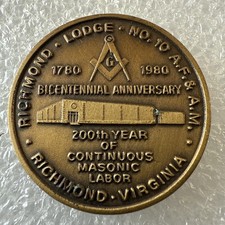 RICHMOND · LODGE · NO. 10 A.F. & A.M.
G
1780 1980
BICENTENNIAL ANNIVERSARY
200th YEAR
OF
CONTINUOUS
MASONIC
LABOR
· RICHMOND · VIRGINIA ·